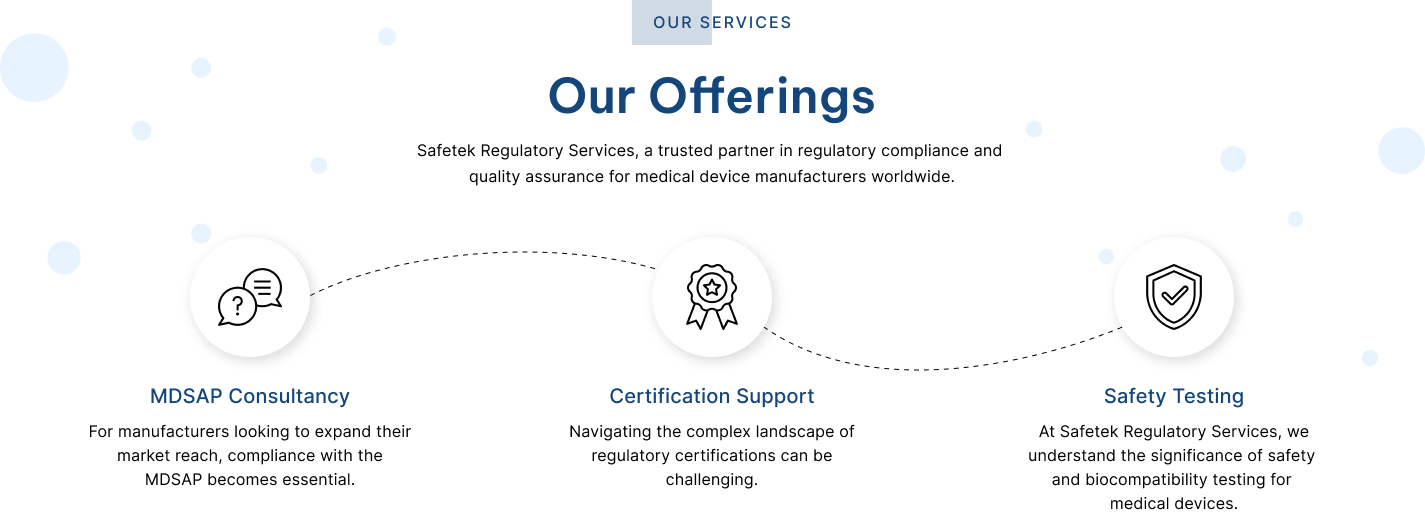 OUR SERVICES
Our Offerings
Safetek Regulatory Services, a trusted partner in regulatory compliance and
quality assurance for medical device manufacturers worldwide.
?
MDSAP Consultancy
For manufacturers looking to expand their
market reach, compliance with the
MDSAP becomes essential.
Certification Support
Navigating the complex landscape of
regulatory certifications can be
challenging.
Safety Testing
At Safetek Regulatory Services, we
understand the significance of safety
and biocompatibility testing for
medical devices.